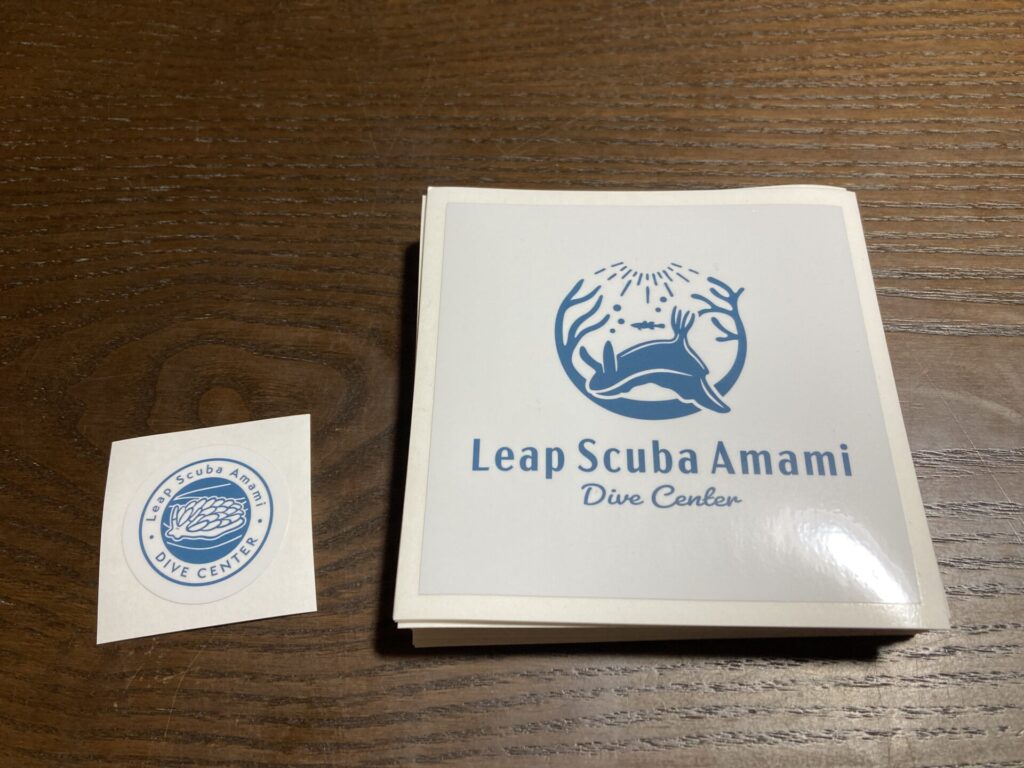 Leap Scuba Amami
DIVE CENTER
Leap Scuba Amami
Dive Center